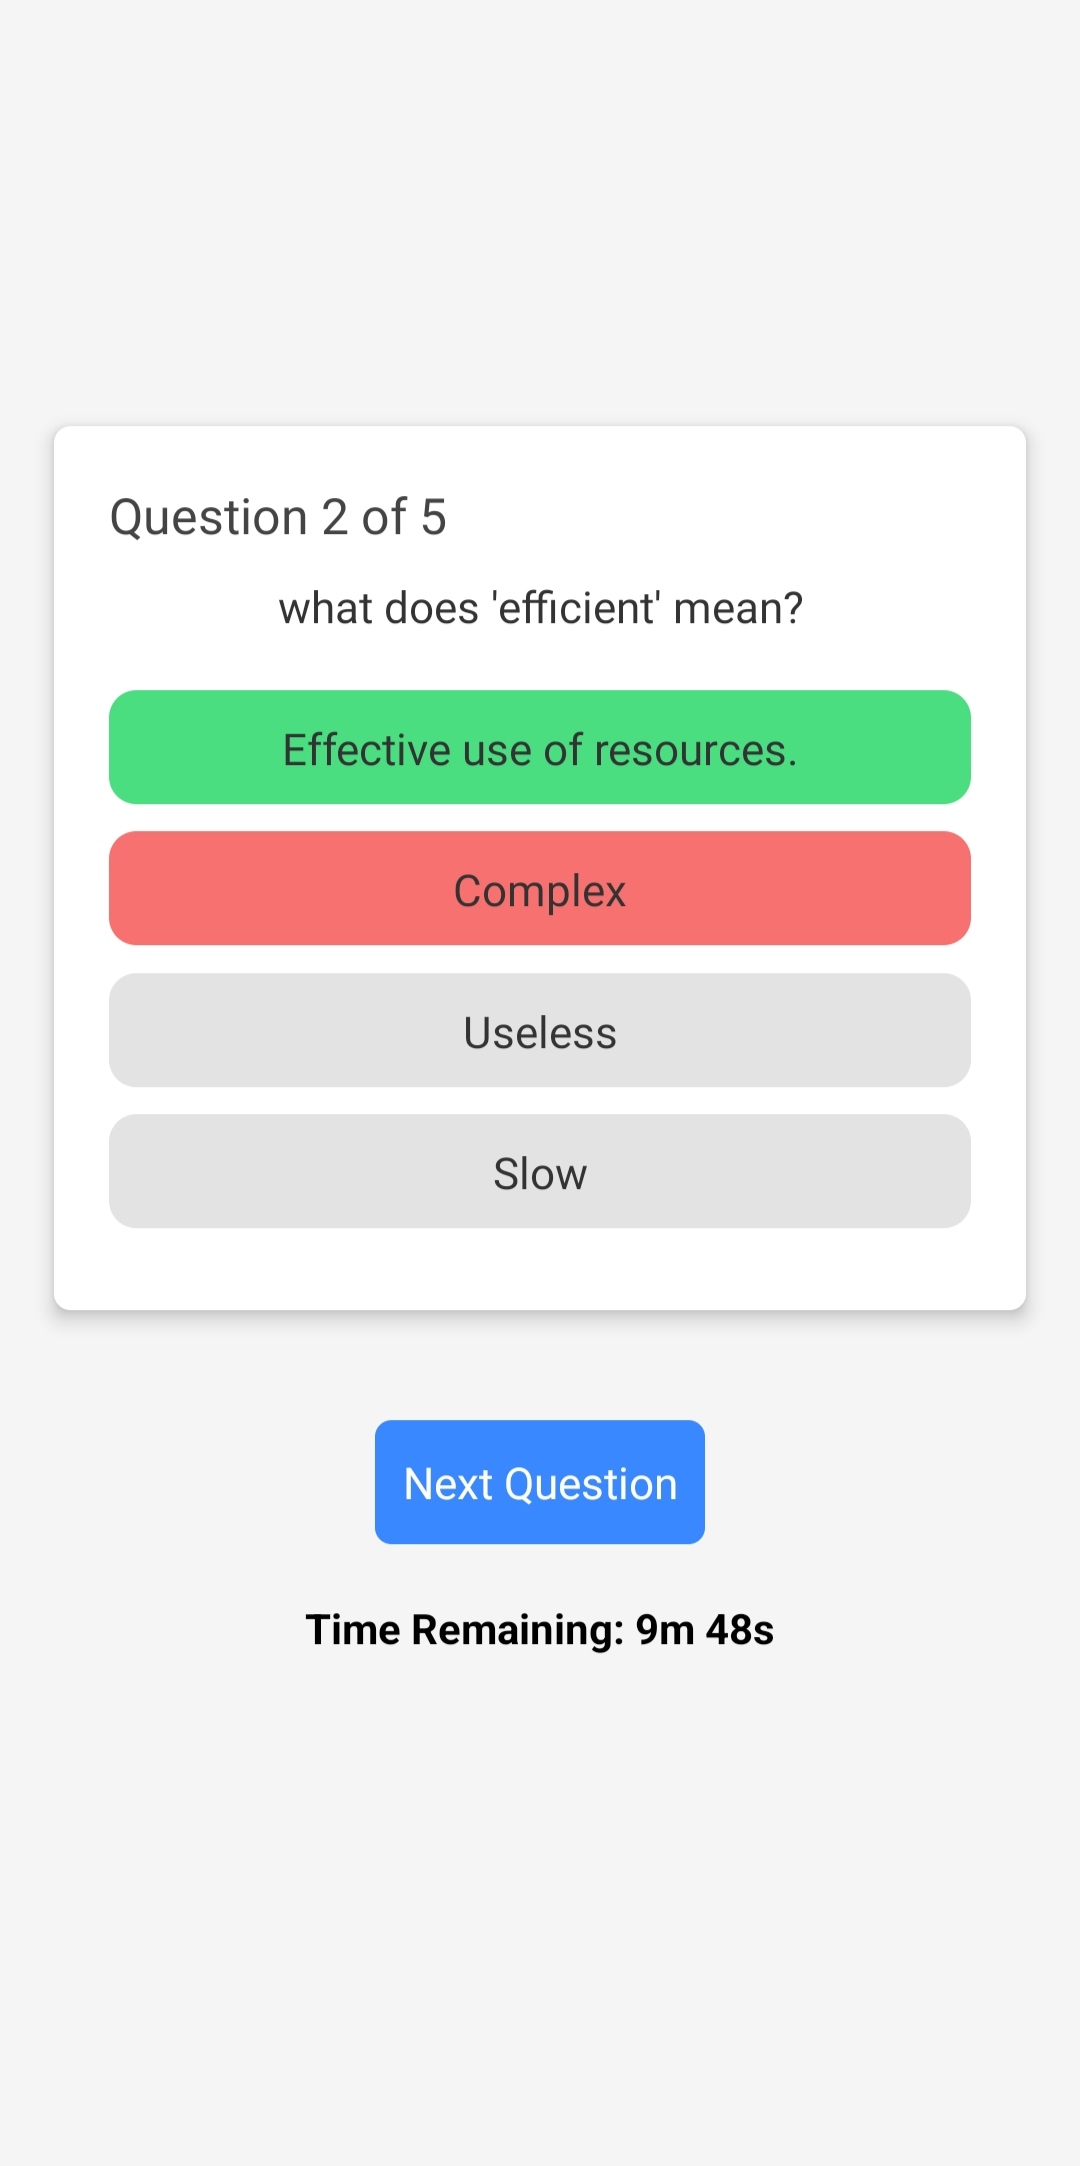 Question 2 of 5
what does 'efficient' mean?
Effective use of resources.
Complex
Useless
Slow
Next Question
Time Remaining: 9m 48s